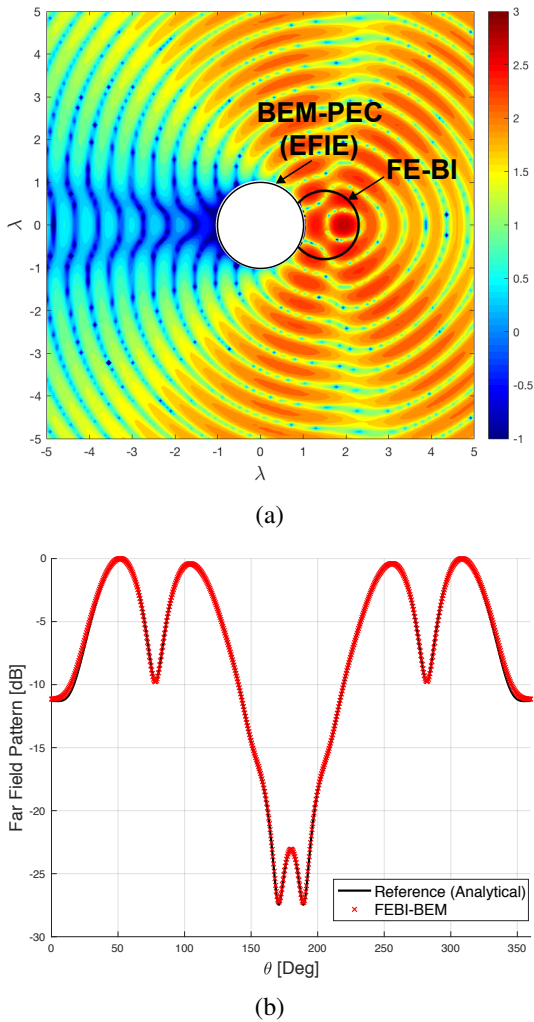 5
4
3
2
1
0
-1
-2
-3
-4
-5
λ
-5 -4 -3 -2 -1 0 1 2 3 4 5
λ
BEM-PEC
(EFIE)
FE-BI
3
2.5
2
1.5
1
0.5
0
-0.5
-1
(a)
0
-5
-10
-15
-20
-25
-30
Far Field Pattern [dB]
0 50 100 150 200 250 300 350
θ [Deg]
Reference (Analytical)
FEBI-BEM
(b)